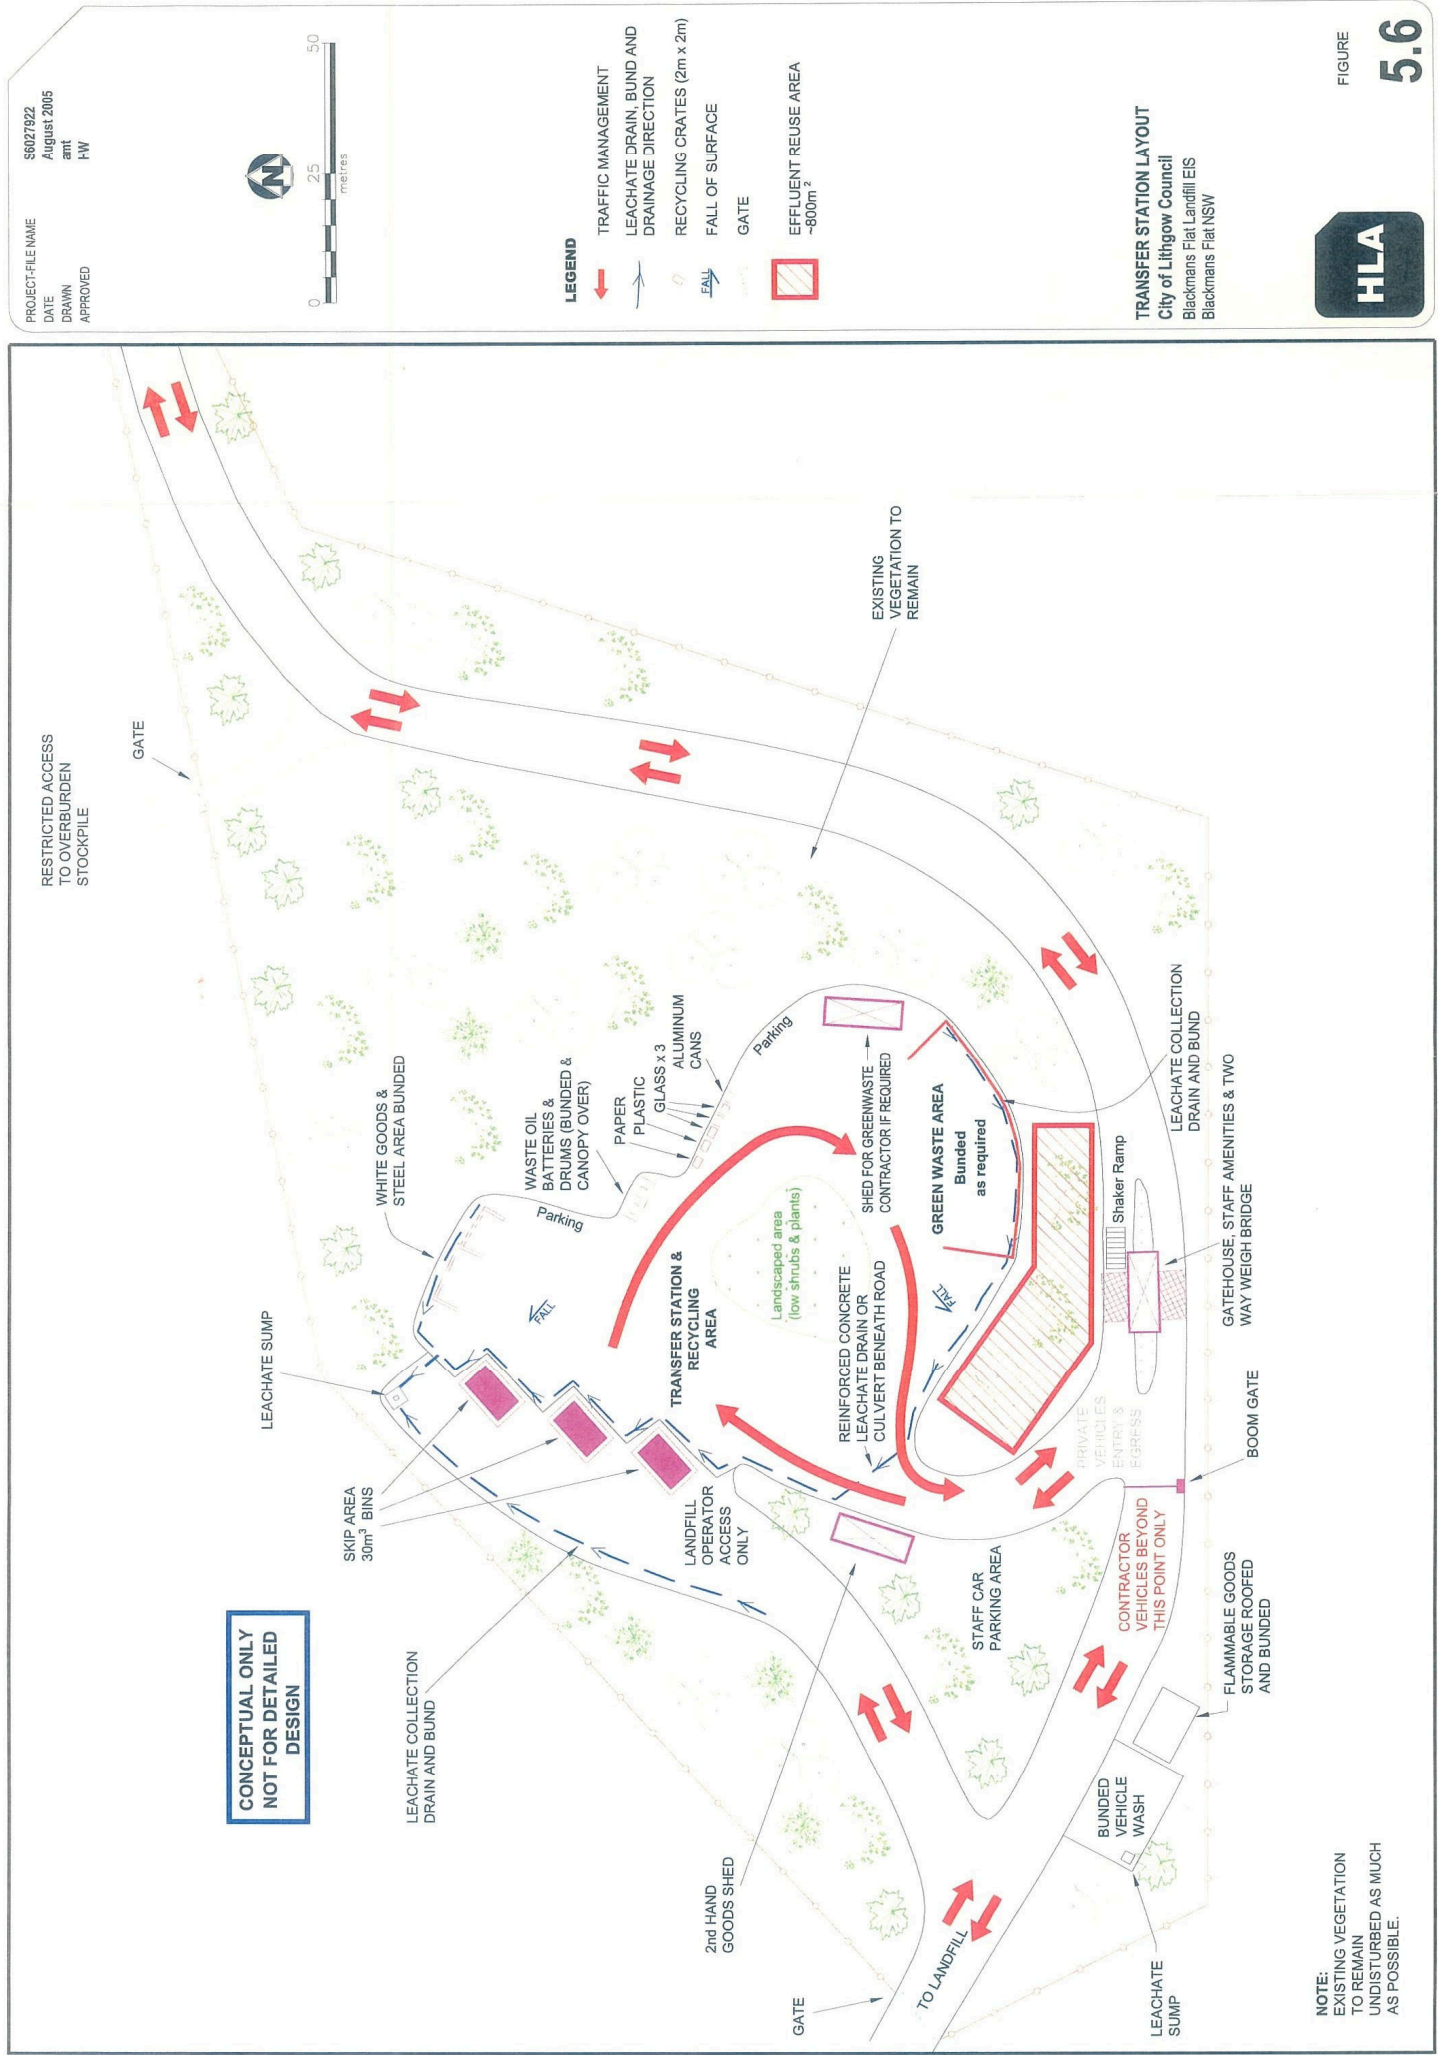 PROJECT-FILE NAME S6027922
DATE August 2005
DRAWN amt
APPROVED FW
N
0 25 50
metres
LEGEND
TRAFFIC MANAGEMENT
LEACHATE DRAIN, BUND AND
DRAINAGE DIRECTION
RECYCLING CRATES (2m x 2m)
FALL FALL OF SURFACE
GATE
EFFLUENT REUSE AREA
~800m²
TRANSFER STATION LAYOUT
City of Lithgow Council
Blackmans Flat Landfill EIS
Blackmans Flat NSW
HLA
FIGURE
5.6
RESTRICTED ACCESS
TO OVERBURDEN
STOCKPILE
GATE
CONCEPTUAL ONLY
NOT FOR DETAILED
DESIGN
LEACHATE SUMP
WHITE GOODS &
STEEL AREA BUNDED
SKIP AREA
30m³ BINS
LEACHATE COLLECTION
DRAIN AND BUND
WASTE OIL
BATTERIES &
DRUMS (BUNDED &
CANOPY OVER)
Parking
FALL
PAPER
PLASTIC
GLASS x 3
ALUMINUM
CANS
Parking
EXISTING
VEGETATION TO
REMAIN
TRANSFER STATION &
RECYCLING
AREA
Landscaped area
(low shrubs & plants)
LANDFILL
OPERATOR
ACCESS
ONLY
REINFORCED CONCRETE
LEACHATE DRAIN OR
CULVERT BENEATH ROAD
SHED FOR GREENWASTE
CONTRACTOR IF REQUIRED
GREEN WASTE AREA
Bunded
as required
FALL
2nd HAND
GOODS SHED
STAFF CAR
PARKING AREA
PRIVATE
VEHICLES
ENTRY &
EGRESS
Shaker Ramp
LEACHATE COLLECTION
DRAIN AND BUND
GATEHOUSE, STAFF AMENITIES & TWO
WAY WEIGH BRIDGE
BOOM GATE
CONTRACTOR
VEHICLES BEYOND
THIS POINT ONLY
FLAMMABLE GOODS
STORAGE ROOFED
AND BUNDED
BUNDED
VEHICLE
WASH
GATE
TO LANDFILL
LEACHATE
SUMP
NOTE:
EXISTING VEGETATION
TO REMAIN
UNDISTURBED AS MUCH
AS POSSIBLE.